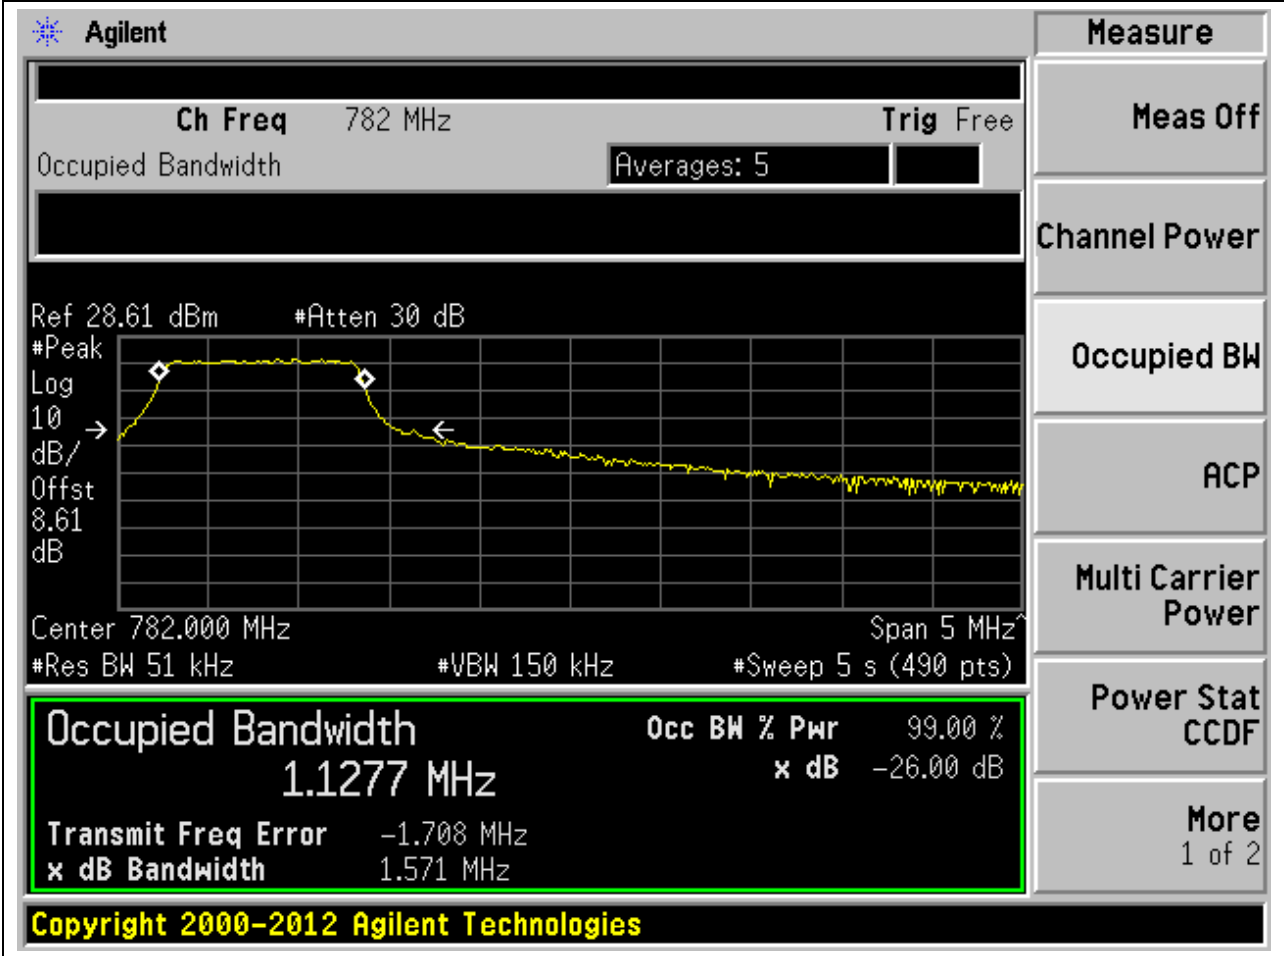 Agilent
Measure
Ch Freq 782 MHz Trig Free
Occupied Bandwidth Averages: 5
Meas Off
Channel Power
Occupied BW
ACP
Multi Carrier
Power
Power Stat
CCDF
More
1 of 2
Ref 28.61 dBm #Atten 30 dB
#Peak
Log
10
dB/
Offst
8.61
dB
Center 782.000 MHz Span 5 MHz^
#Res BW 51 kHz #VBW 150 kHz #Sweep 5 s (490 pts)
Occupied Bandwidth Occ BW % Pwr 99.00 %
1.1277 MHz x dB -26.00 dB
Transmit Freq Error -1.708 MHz
x dB Bandwidth 1.571 MHz
Copyright 2000-2012 Agilent Technologies